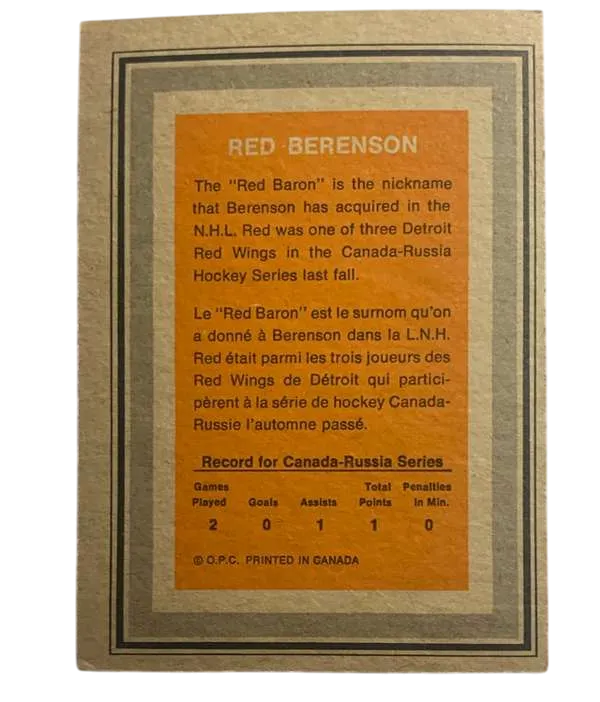 RED BERENSON
The "Red Baron" is the nickname
that Berenson has acquired in the
N.H.L. Red was one of three Detroit
Red Wings in the Canada-Russia
Hockey Series last fall.
Le "Red Baron" est le surnom qu'on
a donné à Berenson dans la L.N.H.
Red était parmi les trois joueurs des
Red Wings de Détroit qui partici-
pèrent à la série de hockey Canada-
Russie l'automne passé.
Record for Canada-Russia Series
Games Total Penalties
Played Goals Assists Points In Min.
2 0 1 1 0
© O.P.C. PRINTED IN CANADA